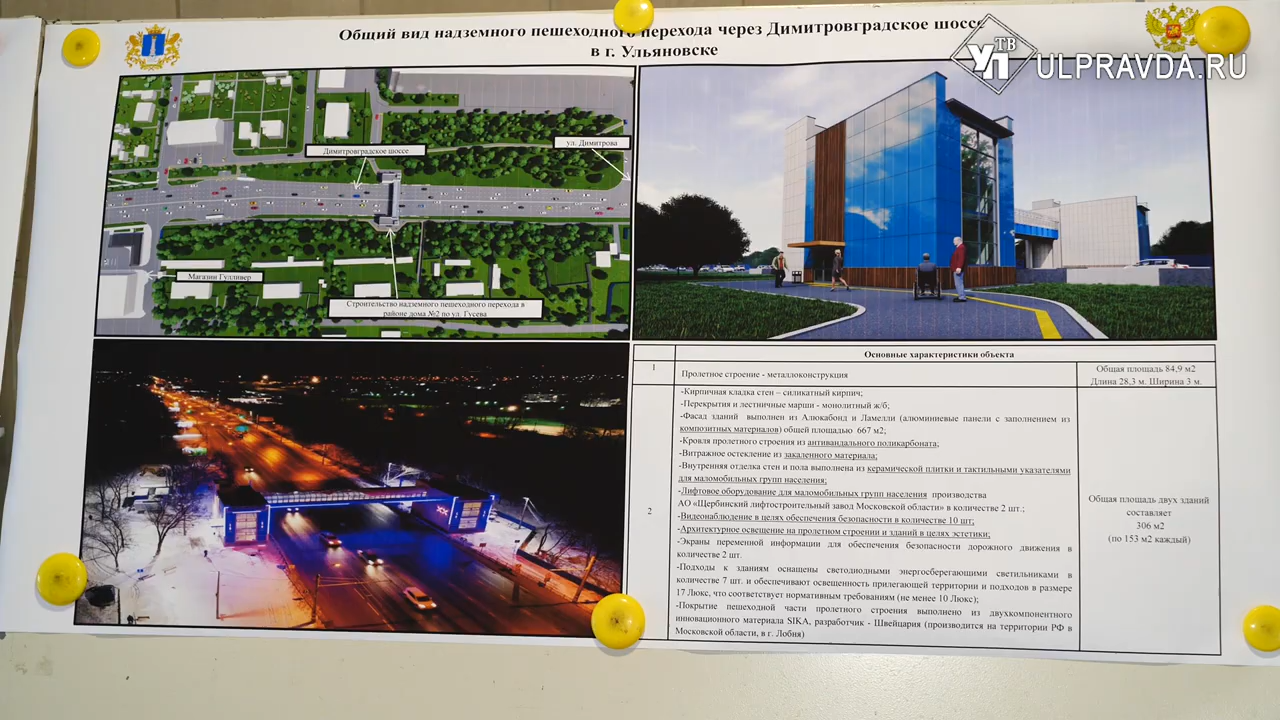 Общий вид надземного пешеходного перехода через Димитровградское шоссе
в г. Ульяновске
УП ТВ
ULPRAVDA.RU
Димитровградское шоссе
ул. Димитрова
Магазин Гулливер
Строительство надземного пешеходного перехода в
районе дома №2 по ул. Гусева
Основные характеристики объекта
1
Пролетное строение - металлоконструкция
Общая площадь 84,9 м2
Длина 28,3 м. Ширина 3 м.
2
-Кирпичная кладка стен – силикатный кирпич;
-Перекрытия и лестничные марши - монолитный ж/б;
-Фасад зданий выполнен из Алюкабонд и Ламелли (алюминиевые панели с заполнением из
композитных материалов) общей площадью 667 м2;
-Кровля пролетного строения из антивандального поликарбоната;
-Витражное остекление из закаленного материала;
-Внутренняя отделка стен и пола выполнена из керамической плитки и тактильными указателями
для маломобильных групп населения;
-Лифтовое оборудование для маломобильных групп населения производства
АО «Щербинский лифтостроительный завод Московской области» в количестве 2 шт.;
-Видеонаблюдение в целях обеспечения безопасности в количестве 10 шт;
-Архитектурное освещение на пролетном строении и зданий в целях эстетики;
-Экраны переменной информации для обеспечения безопасности дорожного движения в
количестве 2 шт.
-Подходы к зданиям оснащены светодиодными энергосберегающими светильниками в
количестве 7 шт. и обеспечивают освещенность прилегающей территории и подходов в размере
17 Люкс, что соответствует нормативным требованиям (не менее 10 Люкс);
-Покрытие пешеходной части пролетного строения выполнено из двухкомпонентного
инновационного материала SIKA, разработчик - Швейцария (производится на территории РФ в
Московской области, в г. Лобня)
Общая площадь двух зданий
составляет
306 м2
(по 153 м2 каждый)